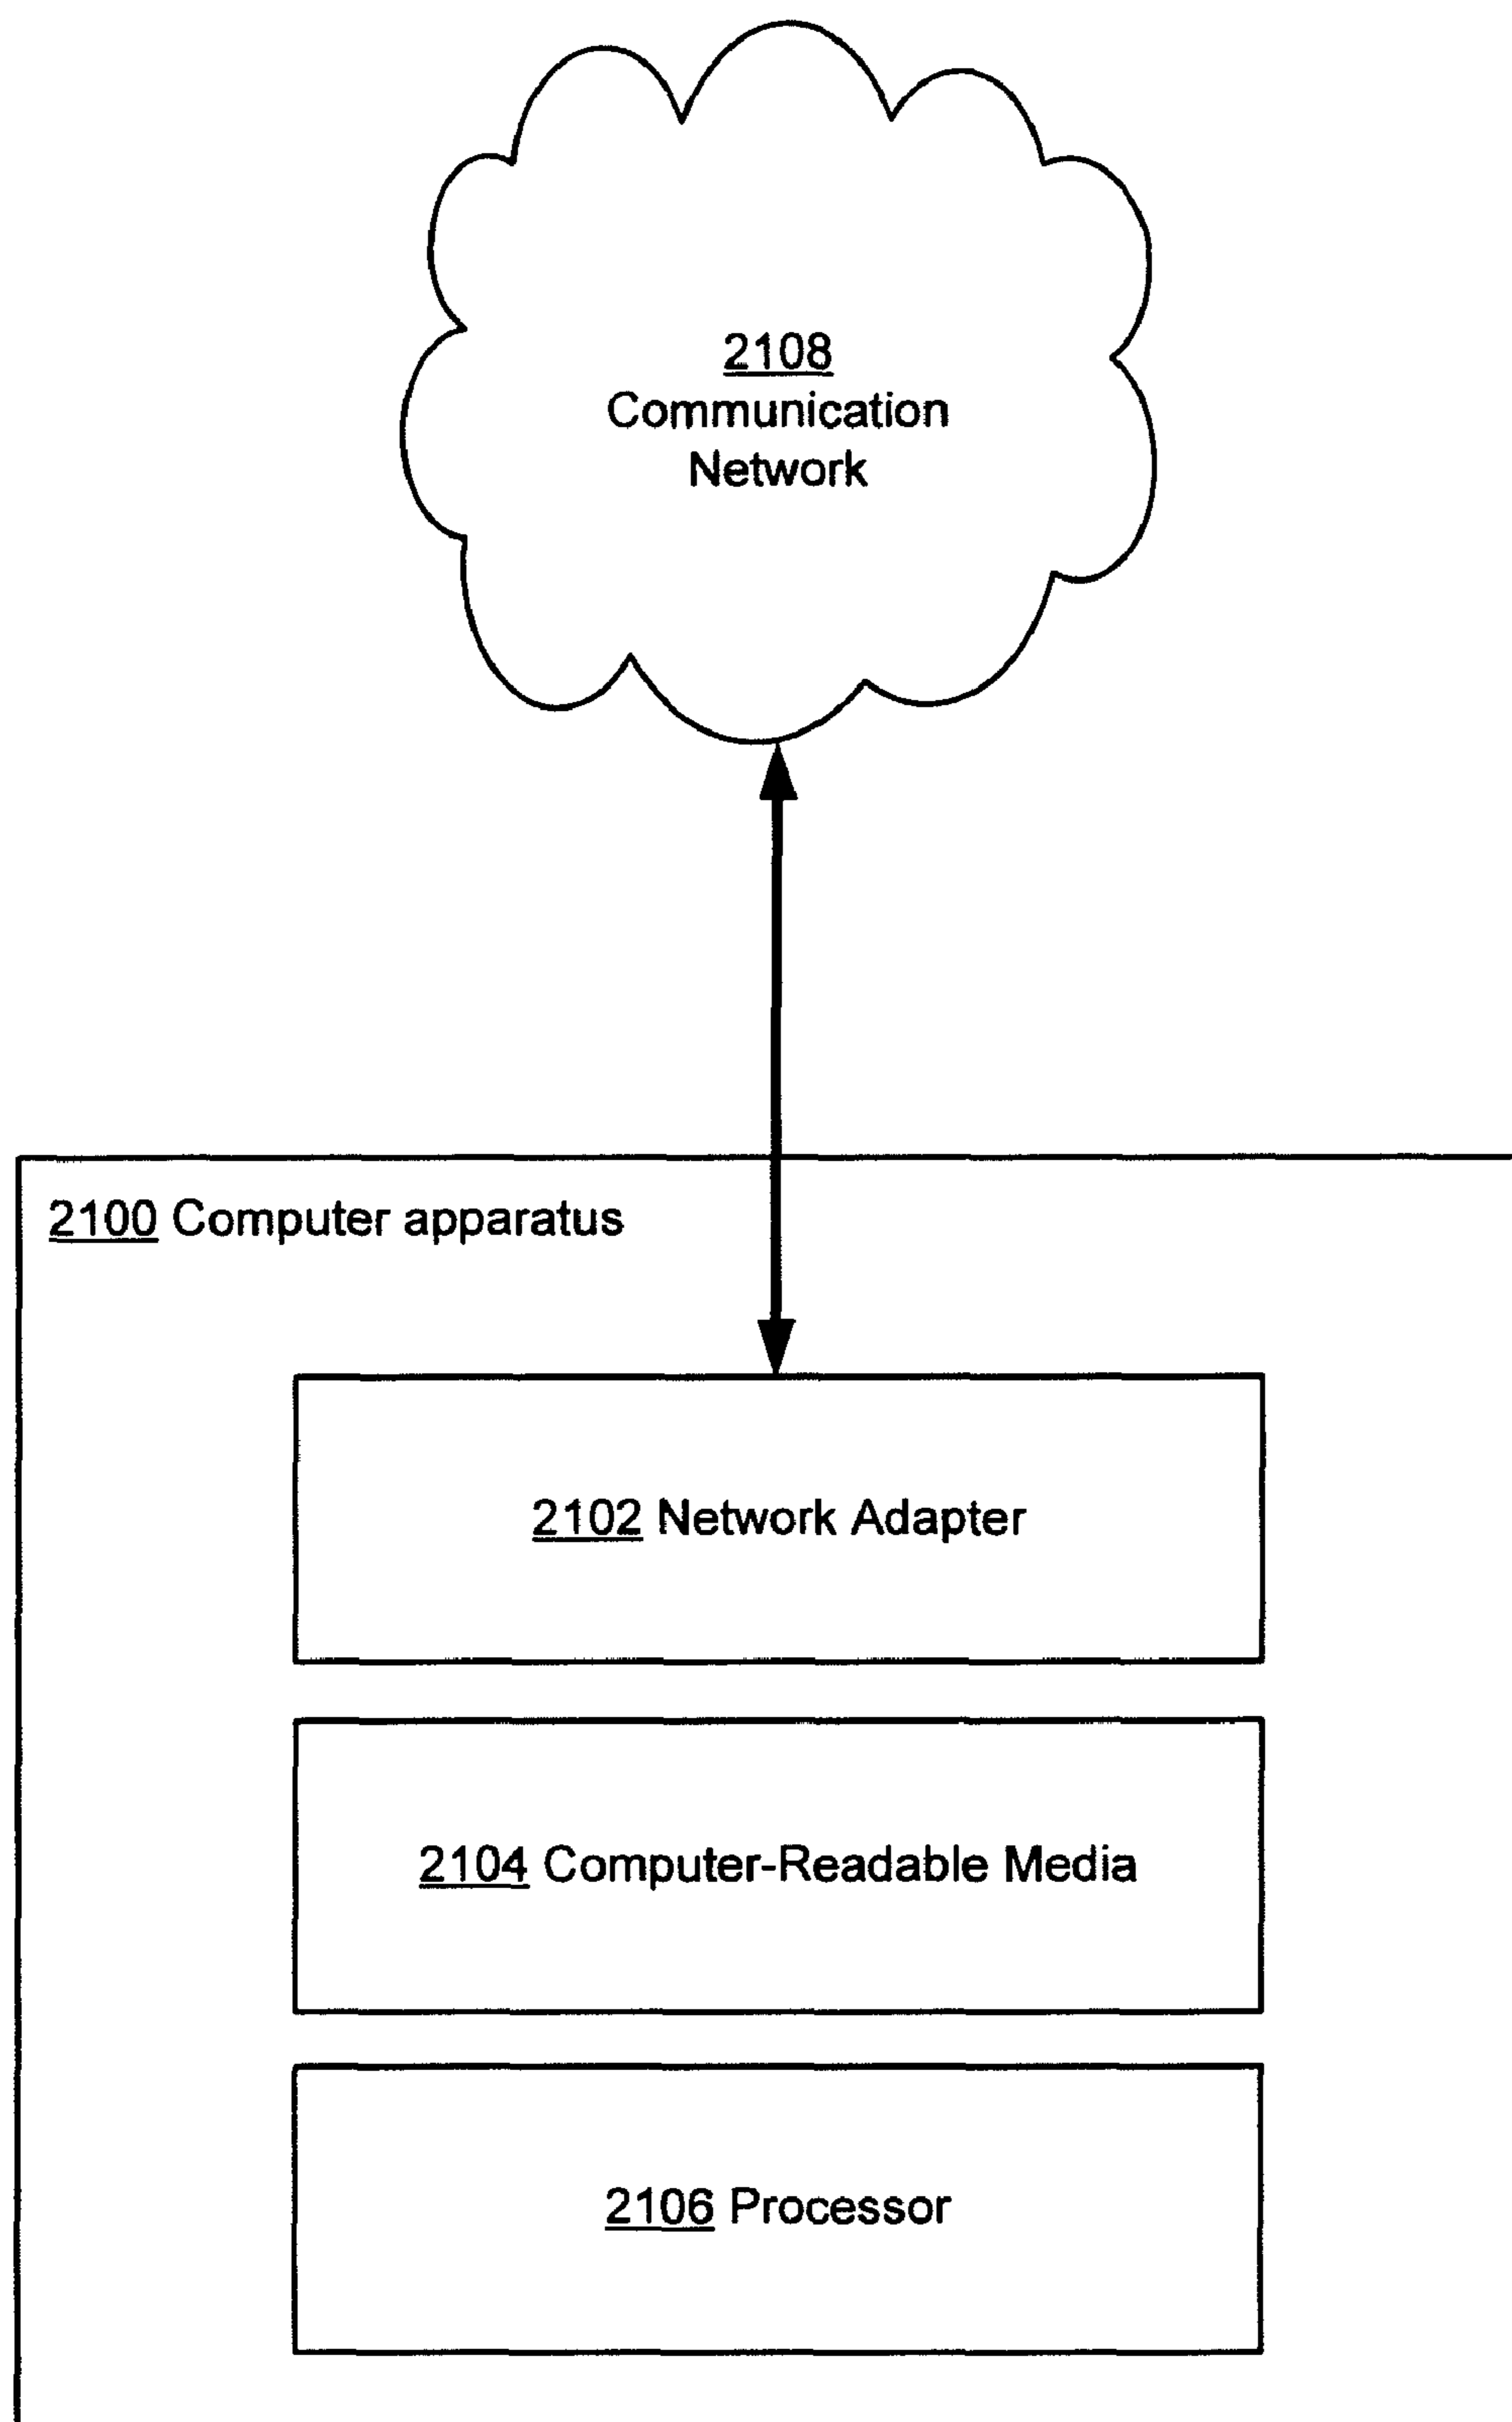 2108
Communication
Network
2100 Computer apparatus
2102 Network Adapter
2104 Computer-Readable Media
2106 Processor